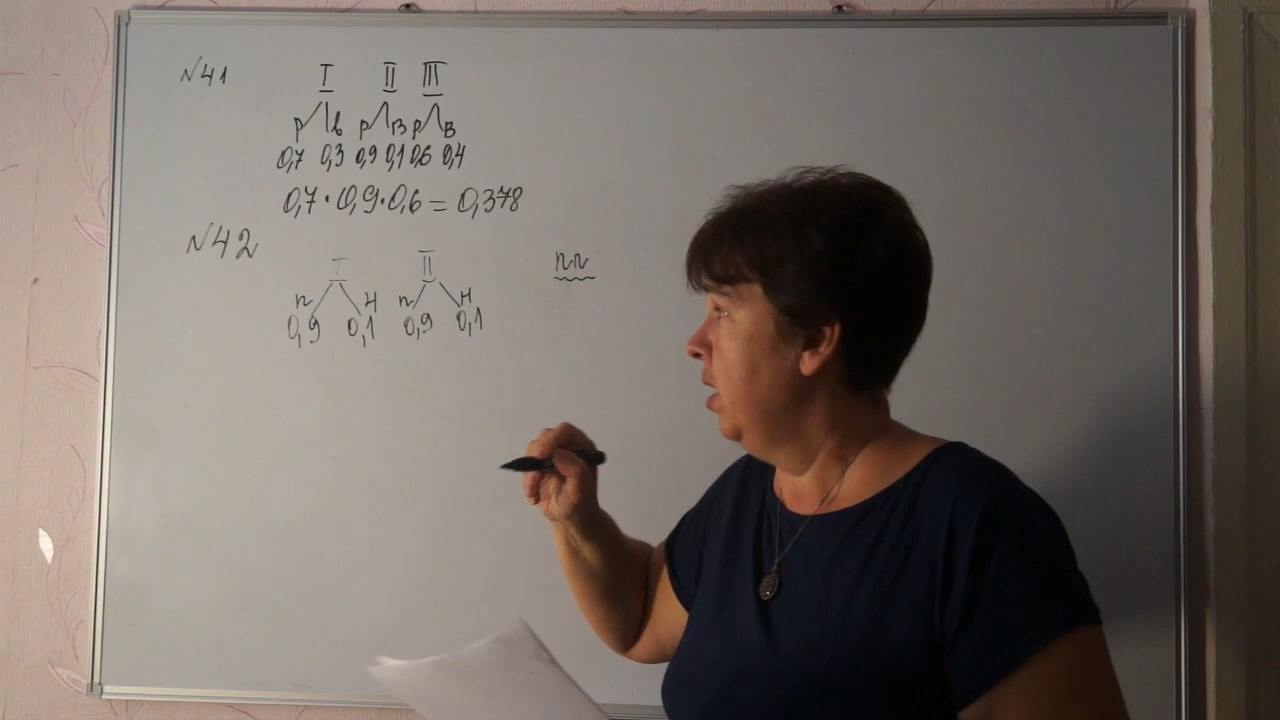 №41
I II III
р в р в р в
0,7 0,3 0,9 0,1 0,6 0,4
0,7 · 0,9 · 0,6 = 0,378
№42
I II
п н п н
0,9 0,1 0,9 0,1
пп